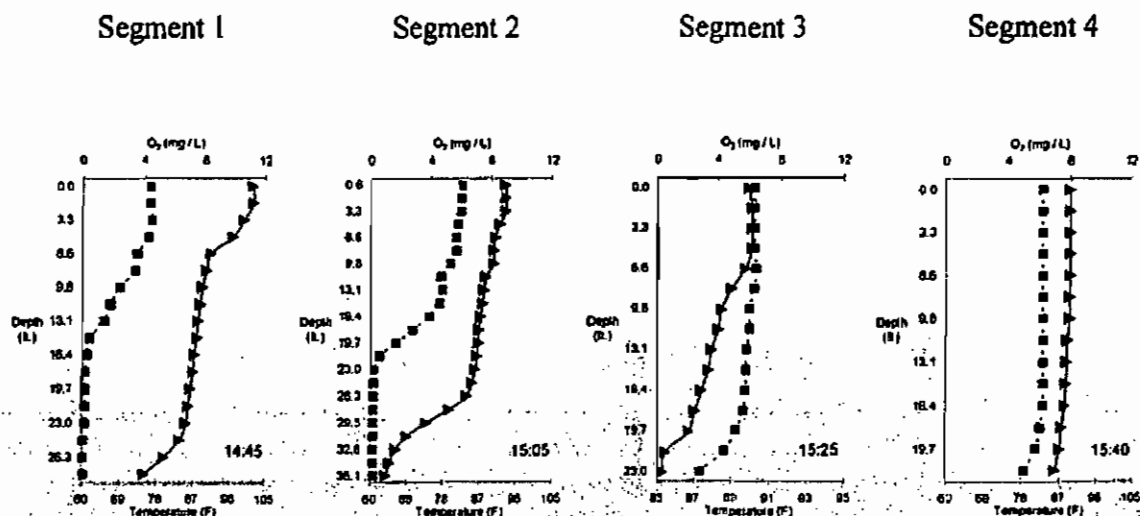 Segment 1 Segment 2 Segment 3 Segment 4
O₂ (mg / L) O₂ (mg / L) O₂ (mg / L) O₂ (mg / L)
0 4 8 12 0 4 8 12 0 4 8 12 0 4 8 12
0.0 0.0 0.0
3.3 3.3 3.3 3.3
6.6 6.6 6.6 6.6
9.8 9.8 9.8 9.8
13.1 13.1 13.1 13.1
Depth Depth Depth Depth
(ft.) (ft.) (ft.) (ft)
16.4 16.4 16.4 16.4
19.7 19.7 19.7 19.7
23.0 23.0 23.0
26.3 26.3
29.5
32.8
36.1
14:45 15:05 15:25 15:40
60 69 78 87 96 105 60 69 78 87 96 105 87 91 93 95 78 87 96 105
Temperature (F) Temperature (F) Temperature (F) Temperature (F)